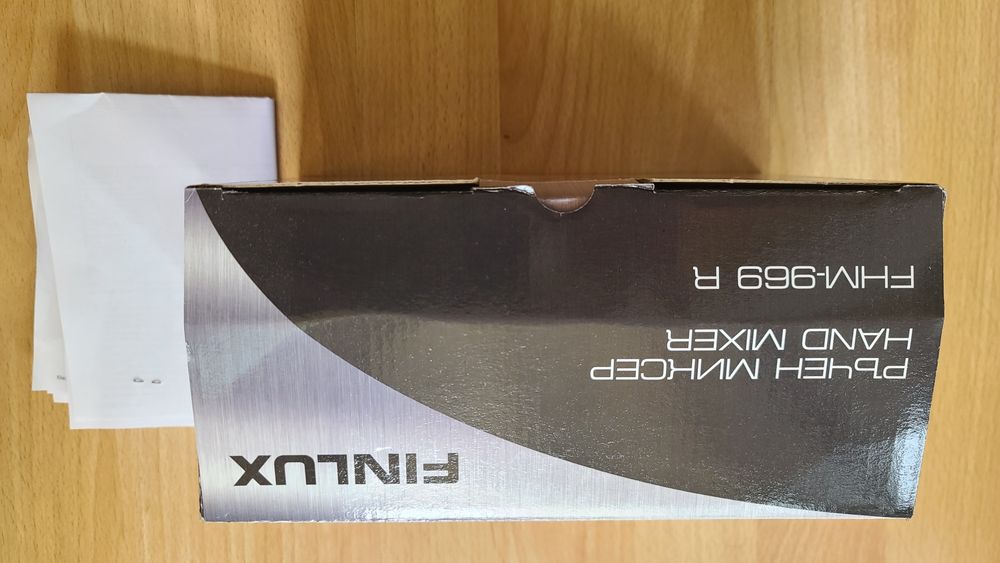 FINLUX
РЪЧЕН МИКСЕР
HAND MIXER
FHM-969 R